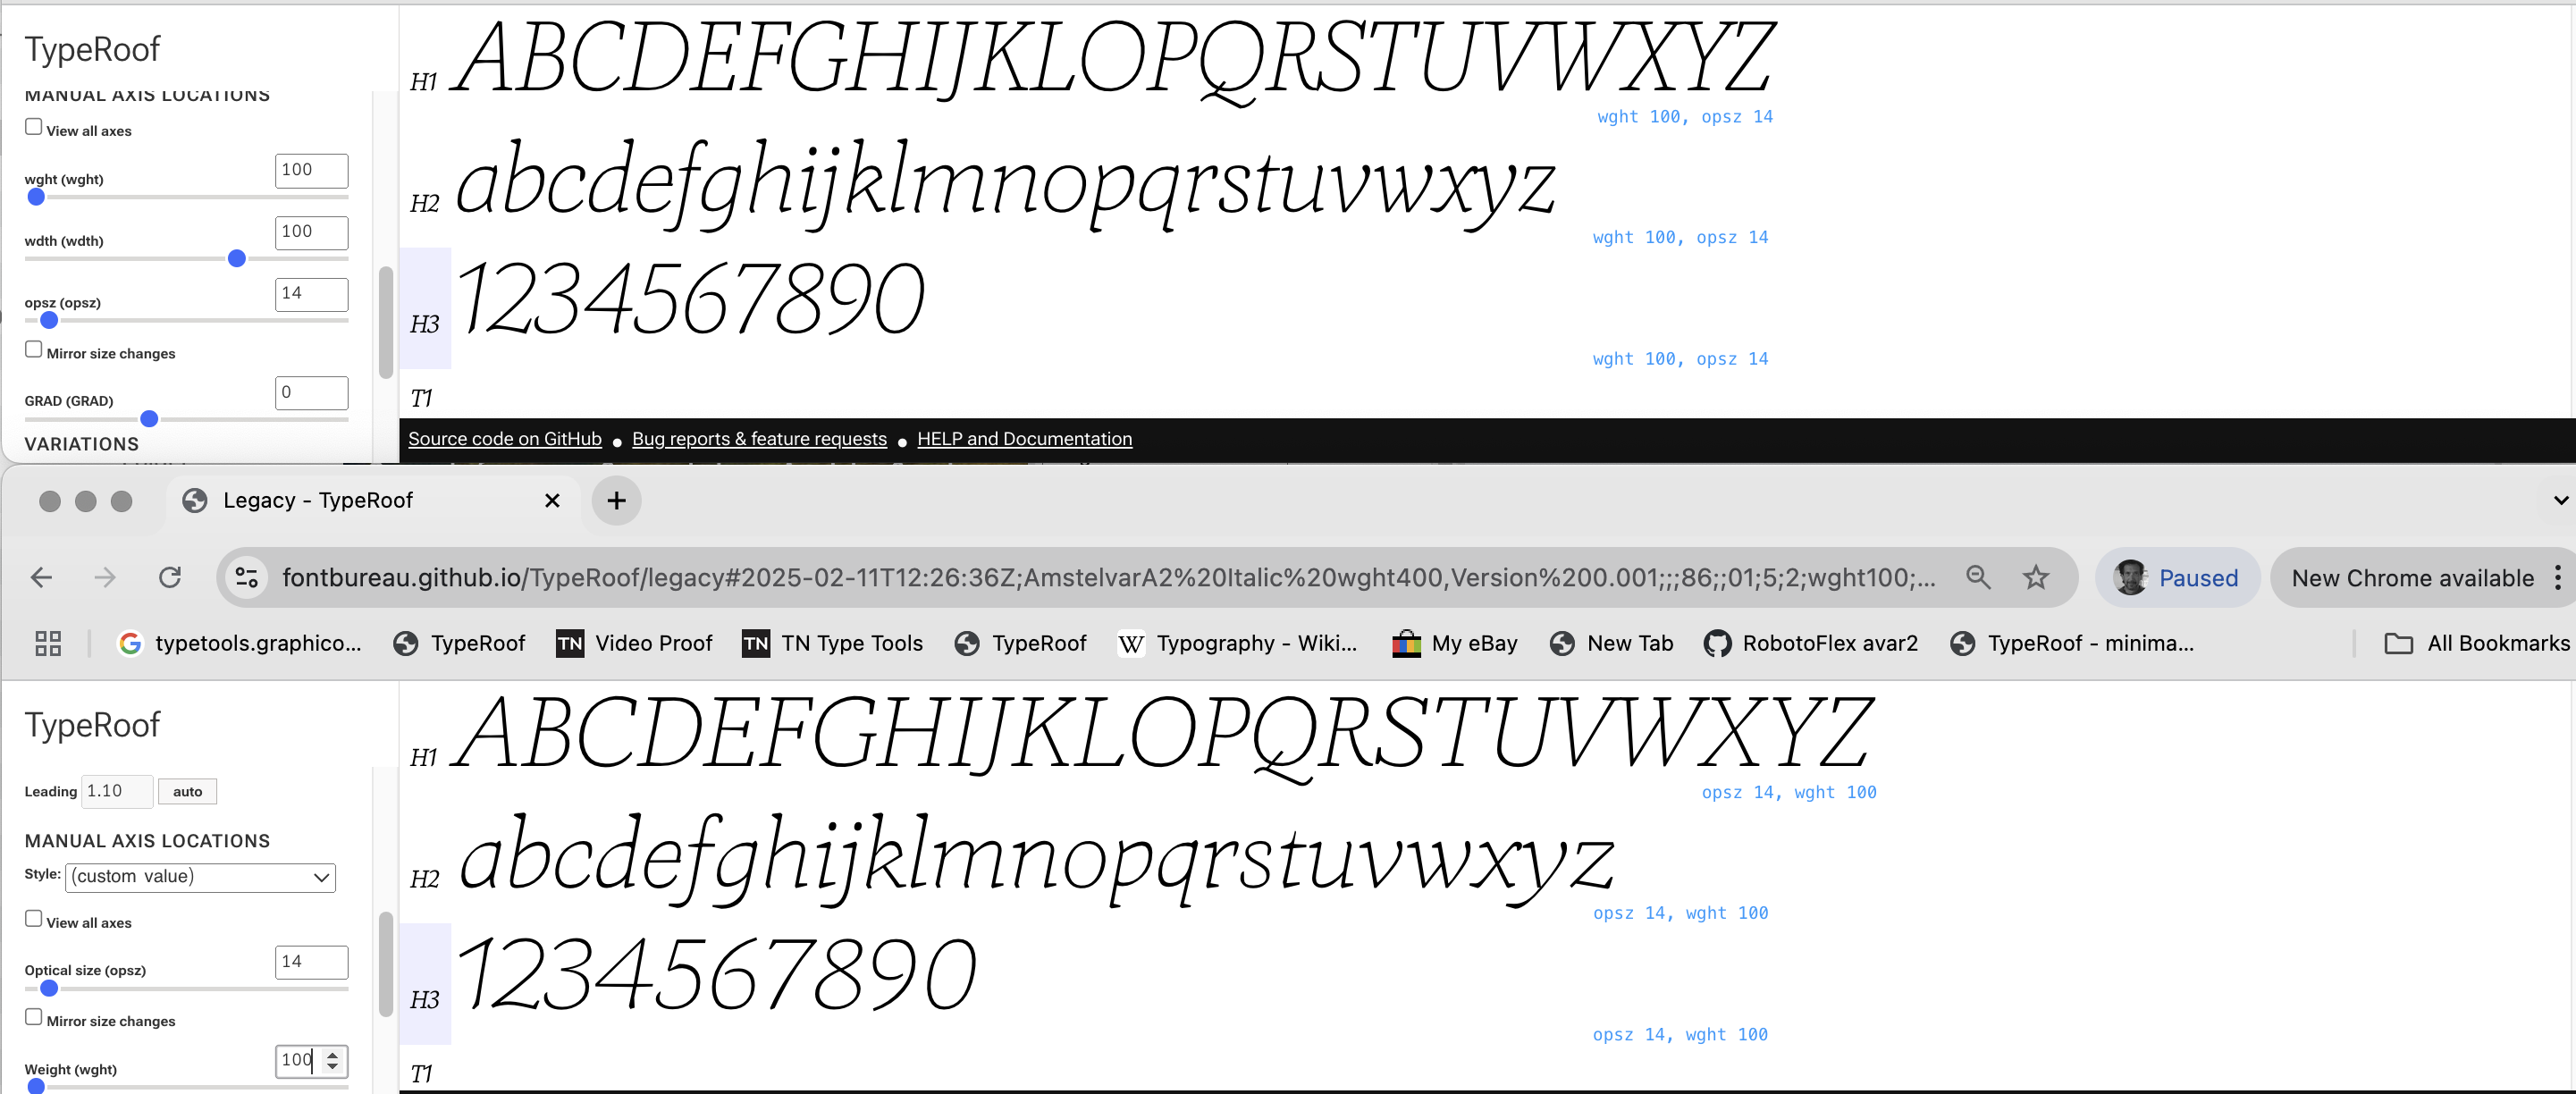 TypeRoof
MANUAL AXIS LOCATIONS
View all axes
wght (wght) 100
wdth (wdth) 100
opsz (opsz) 14
Mirror size changes
GRAD (GRAD) 0
VARIATIONS
H1 ABCDEFGHIJKLOPQRSTUVWXYZ
wght 100, opsz 14
H2 abcdefghijklmnopqrstuvwxyz
wght 100, opsz 14
H3 1234567890
wght 100, opsz 14
T1
Source code on GitHub ● Bug reports & feature requests ● HELP and Documentation
Legacy - TypeRoof
fontbureau.github.io/TypeRoof/legacy#2025-02-11T12:26:36Z;AmstelvarA2%20Italic%20wght400,Version%200.001;;;86;;01;5;2;wght100;... Paused New Chrome available
typetools.graphico... TypeRoof TN Video Proof TN TN Type Tools TypeRoof W Typography - Wiki... My eBay New Tab RobotoFlex avar2 TypeRoof - minima... All Bookmarks
TypeRoof
Leading 1.10 auto
MANUAL AXIS LOCATIONS
Style: (custom value)
View all axes
Optical size (opsz) 14
Mirror size changes
Weight (wght) 100
H1 ABCDEFGHIJKLOPQRSTUVWXYZ
opsz 14, wght 100
H2 abcdefghijklmnopqrstuvwxyz
opsz 14, wght 100
H3 1234567890
opsz 14, wght 100
T1